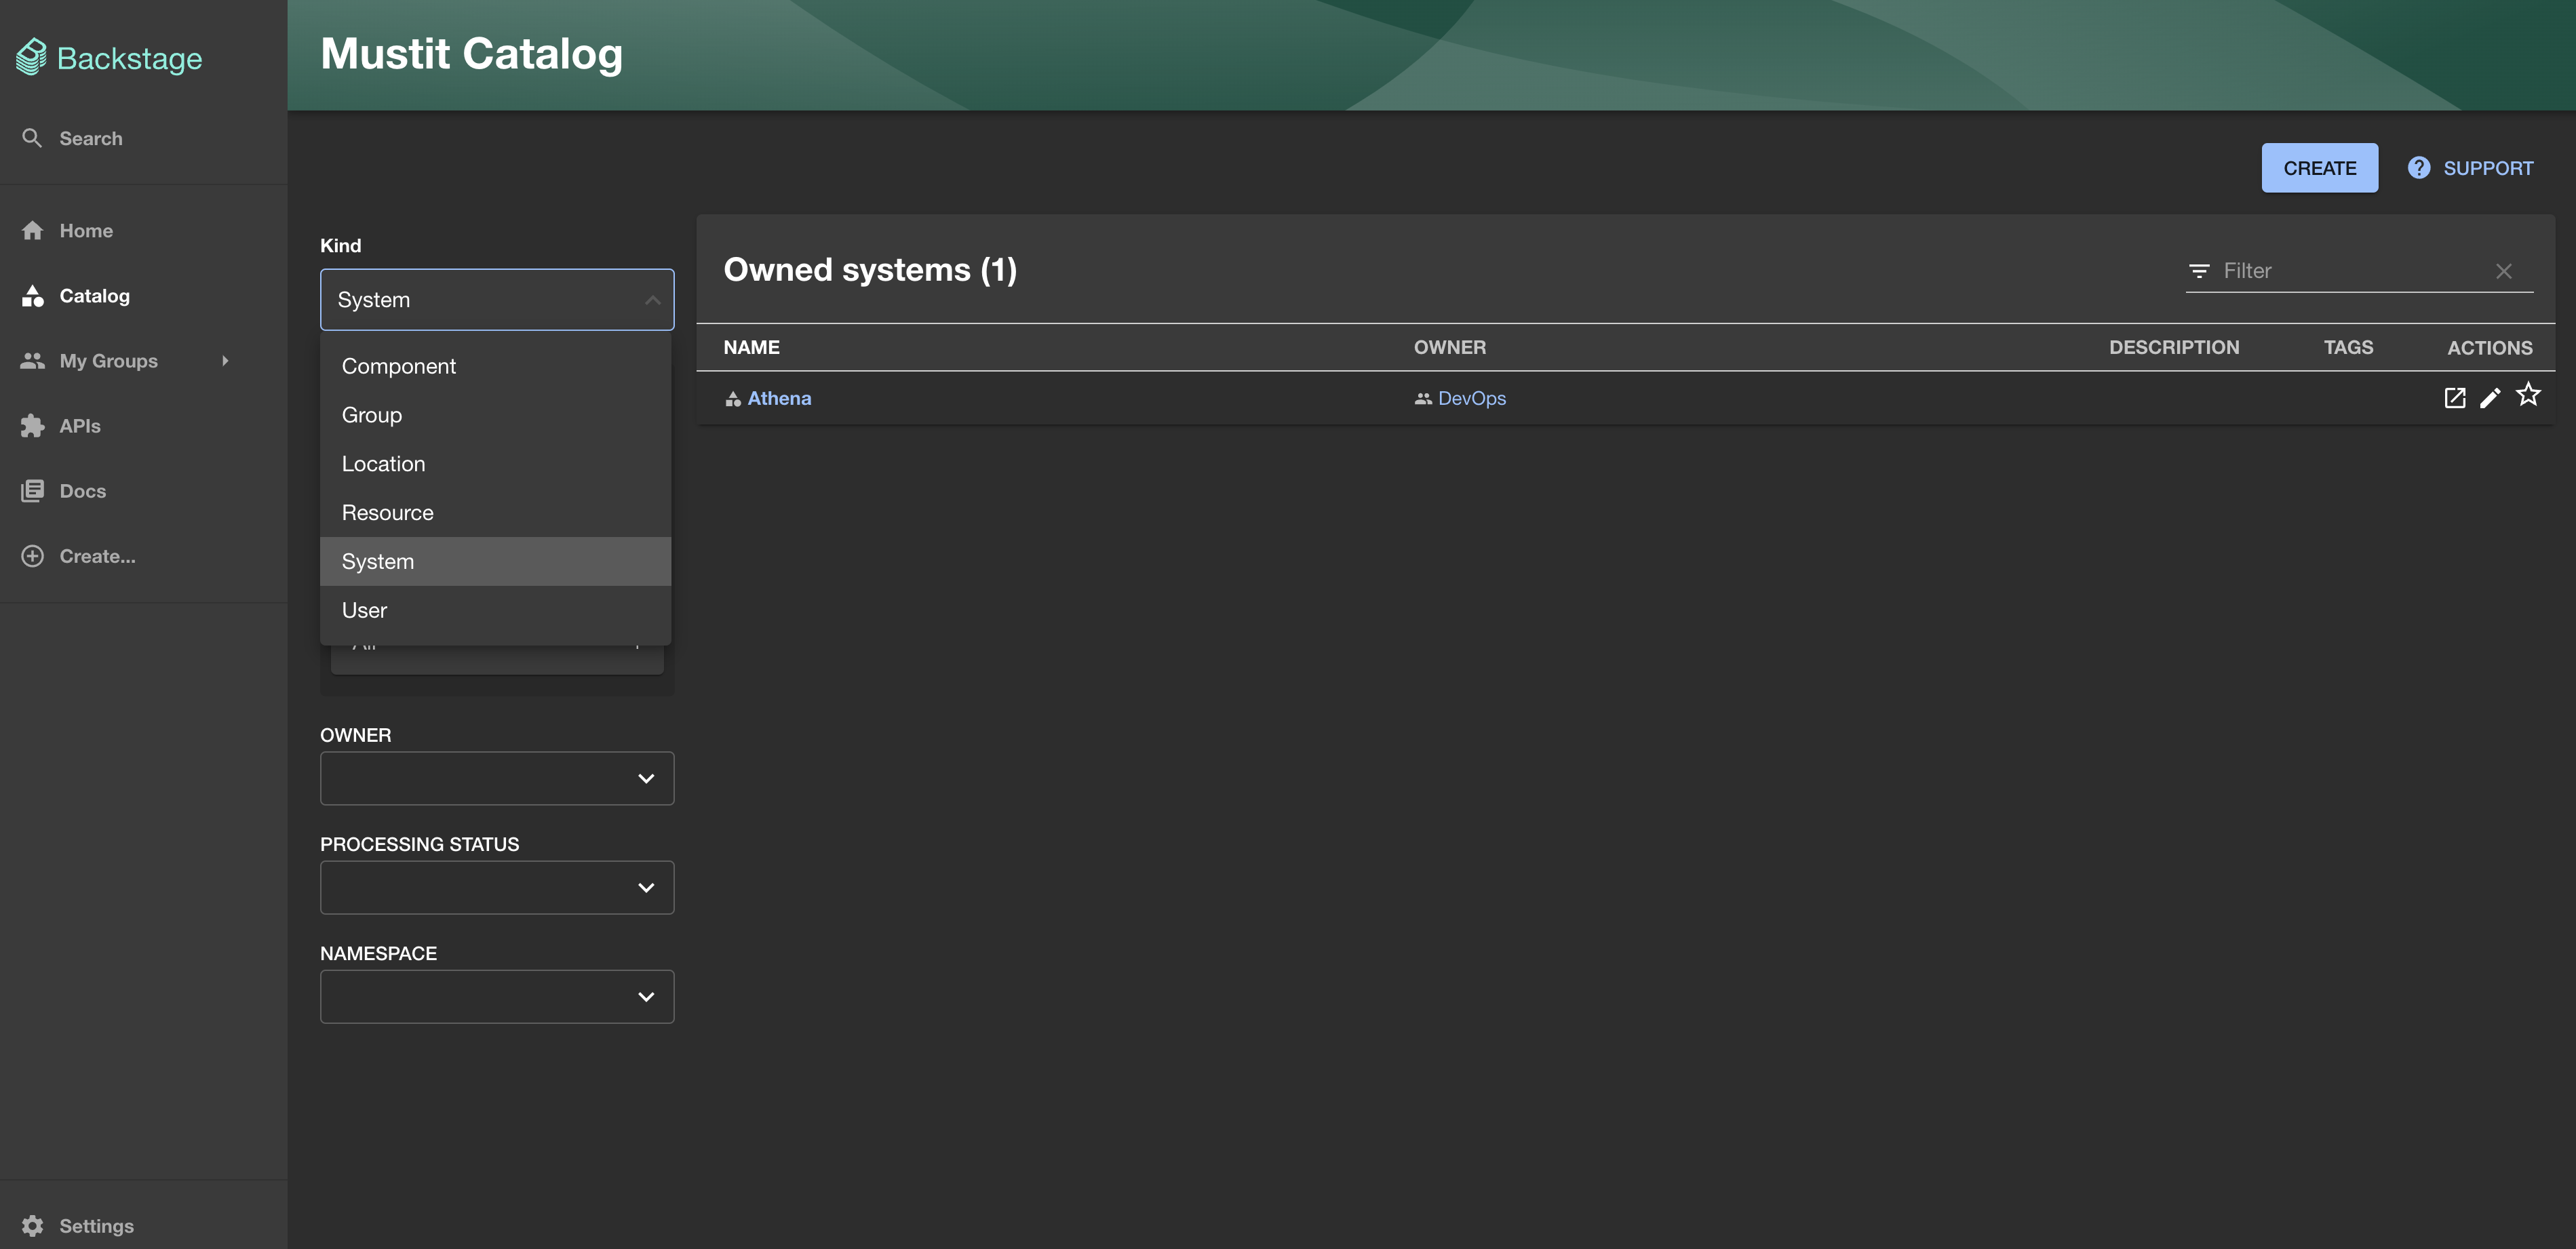 Backstage
Search
Home
Catalog
My Groups
APIs
Docs
Create...
Settings
Mustit Catalog
CREATE
SUPPORT
Kind
System
Component
Group
Location
Resource
System
User
OWNER
PROCESSING STATUS
NAMESPACE
Owned systems (1)
Filter
NAME OWNER DESCRIPTION TAGS ACTIONS
Athena DevOps